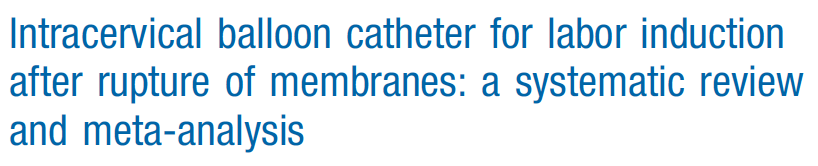 Intracervical balloon catheter for labor induction
after rupture of membranes: a systematic review
and meta-analysis